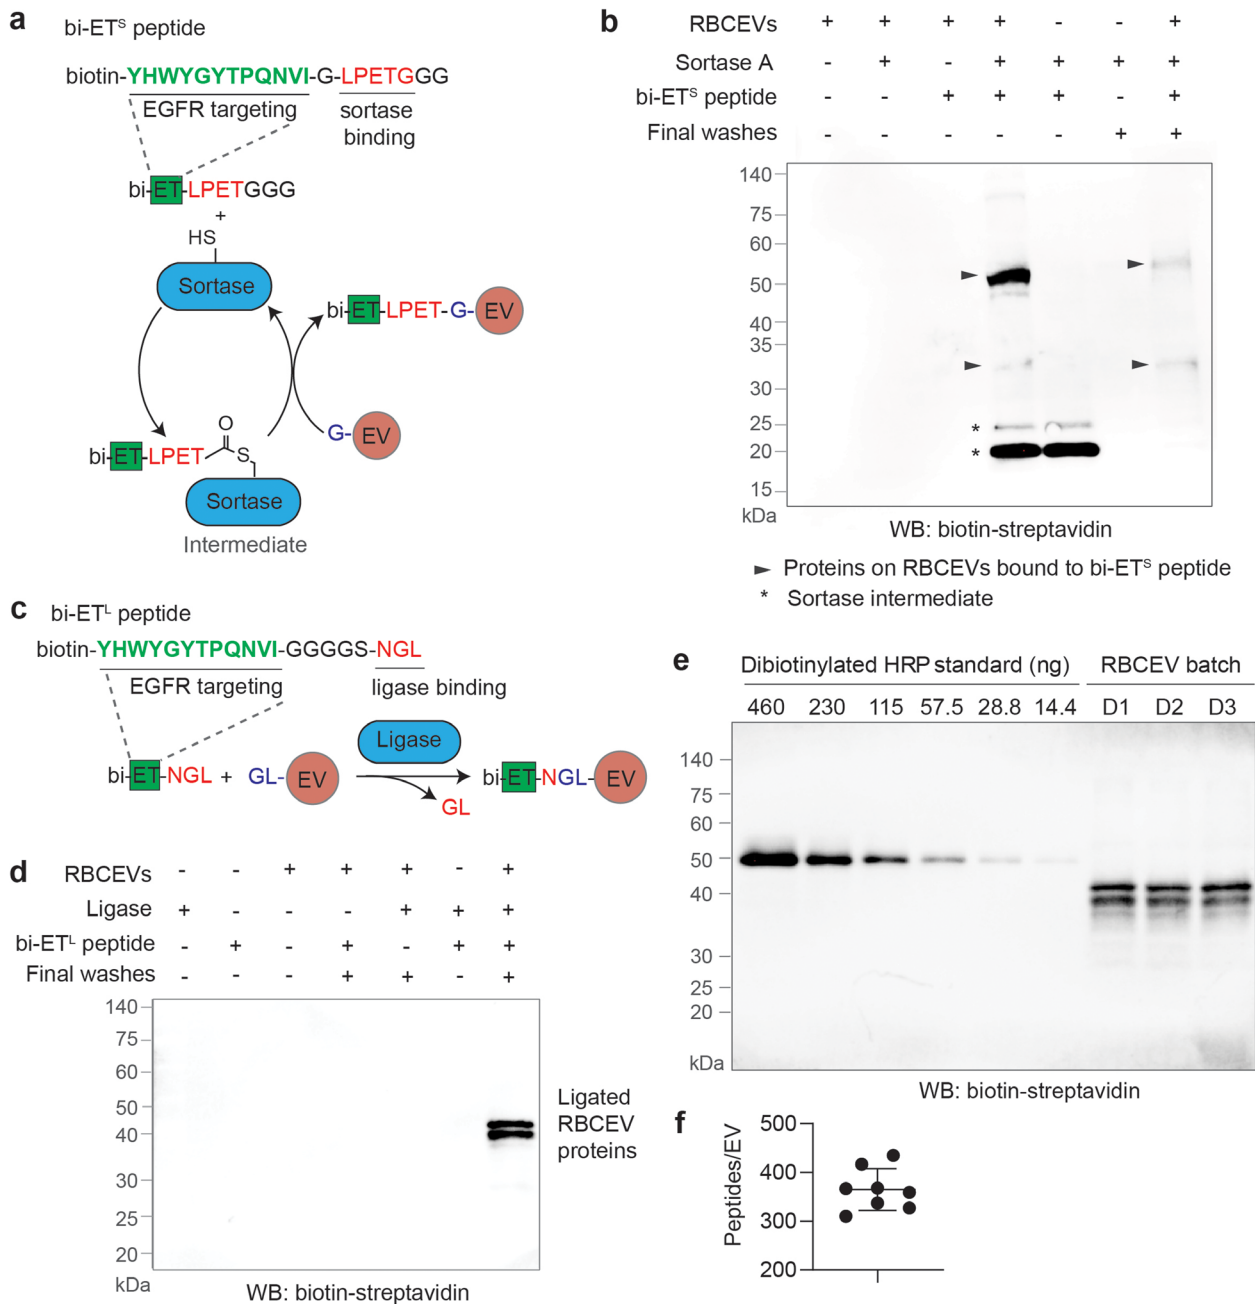 a
bi-ETˢ peptide
biotin-YHWYGYTPQNVI-G-LPETGGG
EGFR targeting
sortase
binding
bi-ET-LPETGGG
+
HS
Sortase
bi-ET-LPET-G-EV
G-EV
O
bi-ET-LPET S
Sortase
Intermediate
b
RBCEVs + + + + - - +
Sortase A - + - + + + +
bi-ETˢ peptide - - + + + - +
Final washes - - - - - + +
140
75
60
50
40
35
30
25
20
15
kDa
*
*
WB: biotin-streptavidin
► Proteins on RBCEVs bound to bi-ETˢ peptide
* Sortase intermediate
c
bi-ETᴸ peptide
biotin-YHWYGYTPQNVI-GGGGS-NGL
EGFR targeting
ligase binding
Ligase
bi-ET-NGL + GL-EV
bi-ET-NGL-EV
GL
d
RBCEVs - - + + + - +
Ligase + - - - + + +
bi-ETᴸ peptide - + - + - + +
Final washes - - - + + - +
140
75
60
50
40
30
25
20
kDa
Ligated
RBCEV
proteins
WB: biotin-streptavidin
e
Dibiotinylated HRP standard (ng) RBCEV batch
460 230 115 57.5 28.8 14.4 D1 D2 D3
140
75
60
50
40
30
25
20
kDa
WB: biotin-streptavidin
f
Peptides/EV
500
400
300
200